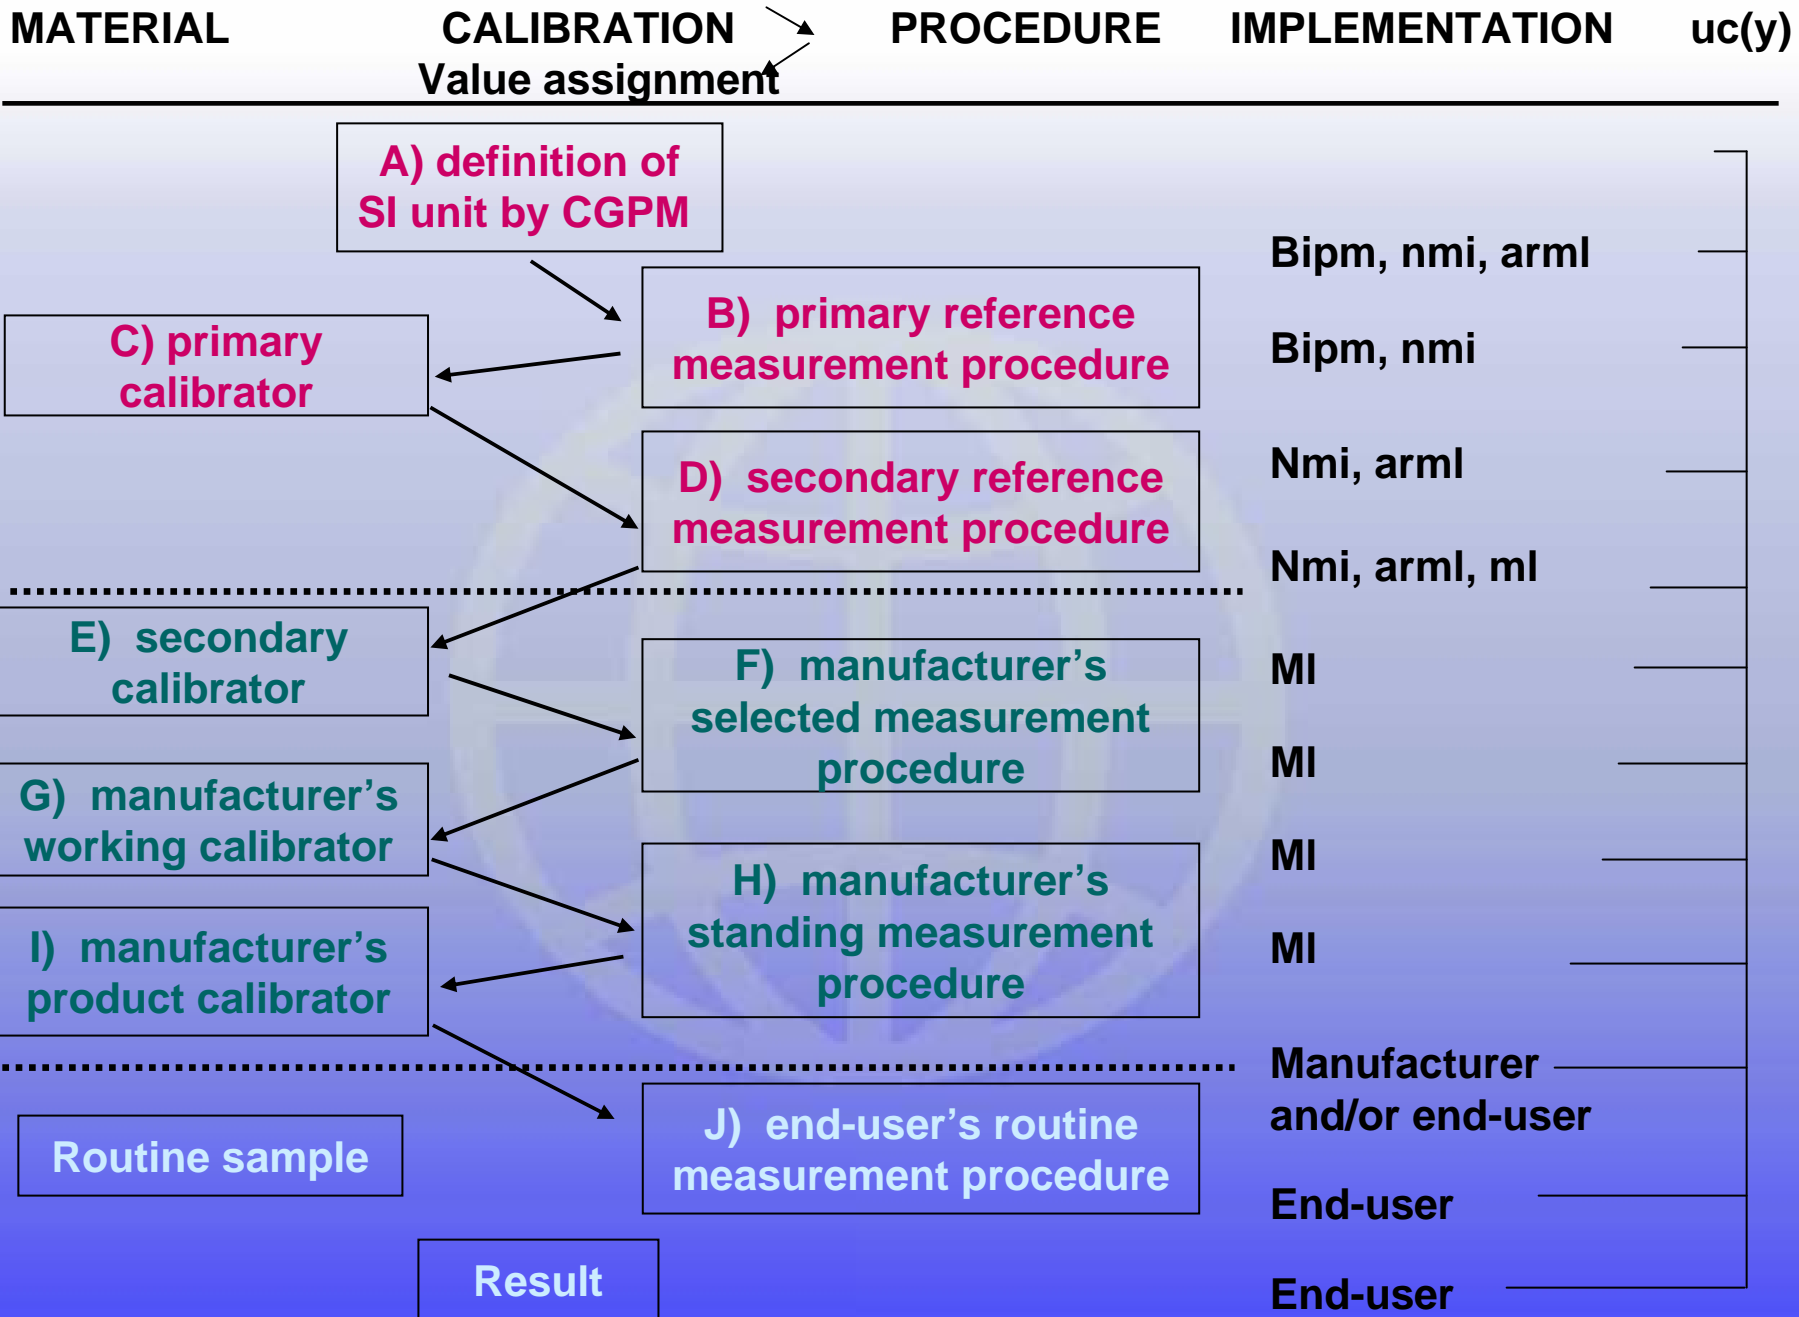 MATERIAL CALIBRATION PROCEDURE IMPLEMENTATION uc(y)
Value assignment
A) definition of
SI unit by CGPM
Bipm, nmi, arml
B) primary reference
measurement procedure
C) primary
calibrator
Bipm, nmi
D) secondary reference
measurement procedure
Nmi, arml
Nmi, arml, ml
E) secondary
calibrator
F) manufacturer’s
selected measurement
procedure
Ml
Ml
G) manufacturer’s
working calibrator
H) manufacturer’s
standing measurement
procedure
Ml
Ml
I) manufacturer’s
product calibrator
Manufacturer
and/or end-user
Routine sample
J) end-user’s routine
measurement procedure
End-user
Result
End-user